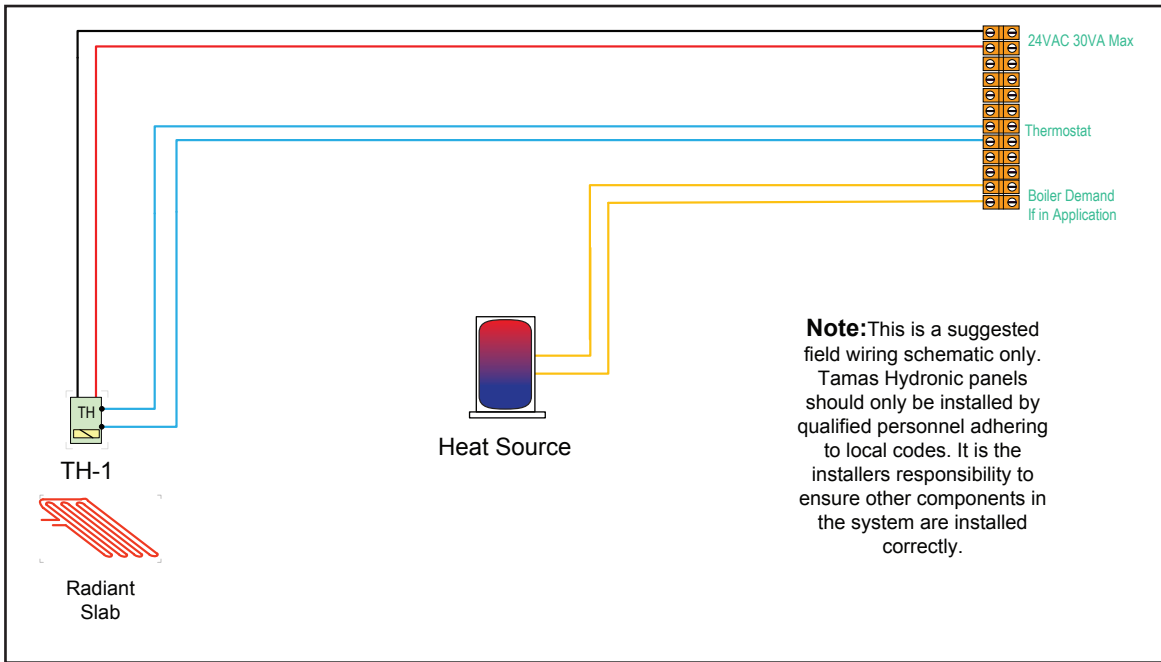 24VAC 30VA Max
Thermostat
Boiler Demand
If in Application
TH
TH-1
Radiant
Slab
Heat Source
Note:This is a suggested
field wiring schematic only.
Tamas Hydronic panels
should only be installed by
qualified personnel adhering
to local codes. It is the
installers responsibility to
ensure other components in
the system are installed
correctly.